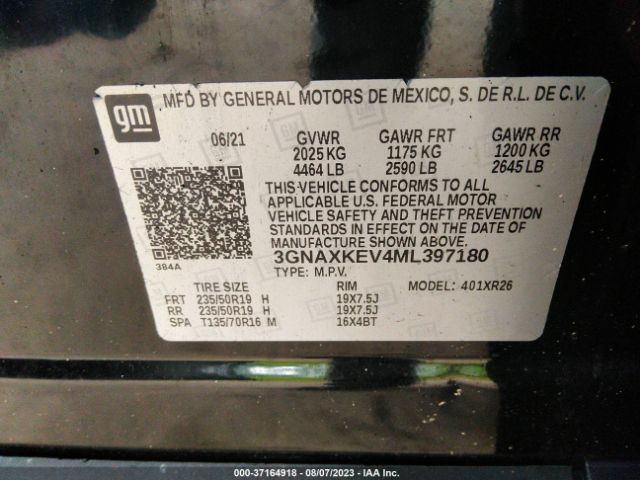 gm
MFD BY GENERAL MOTORS DE MEXICO, S. DE R.L. DE C.V.
06/21 GVWR GAWR FRT GAWR RR
2025 KG 1175 KG 1200 KG
4464 LB 2590 LB 2645 LB
THIS VEHICLE CONFORMS TO ALL
APPLICABLE U.S. FEDERAL MOTOR
VEHICLE SAFETY AND THEFT PREVENTION
STANDARDS IN EFFECT ON THE DATE OF
MANUFACTURE SHOWN ABOVE.
3GNAXKEV4ML397180
384A
TYPE: M.P.V. MODEL: 401XR26
TIRE SIZE RIM
FRT 235/50R19 H 19X7.5J
RR 235/50R19 H 19X7.5J
SPA T135/70R16 M 16X4BT
000-37164918 - 08/07/2023 - IAA Inc.